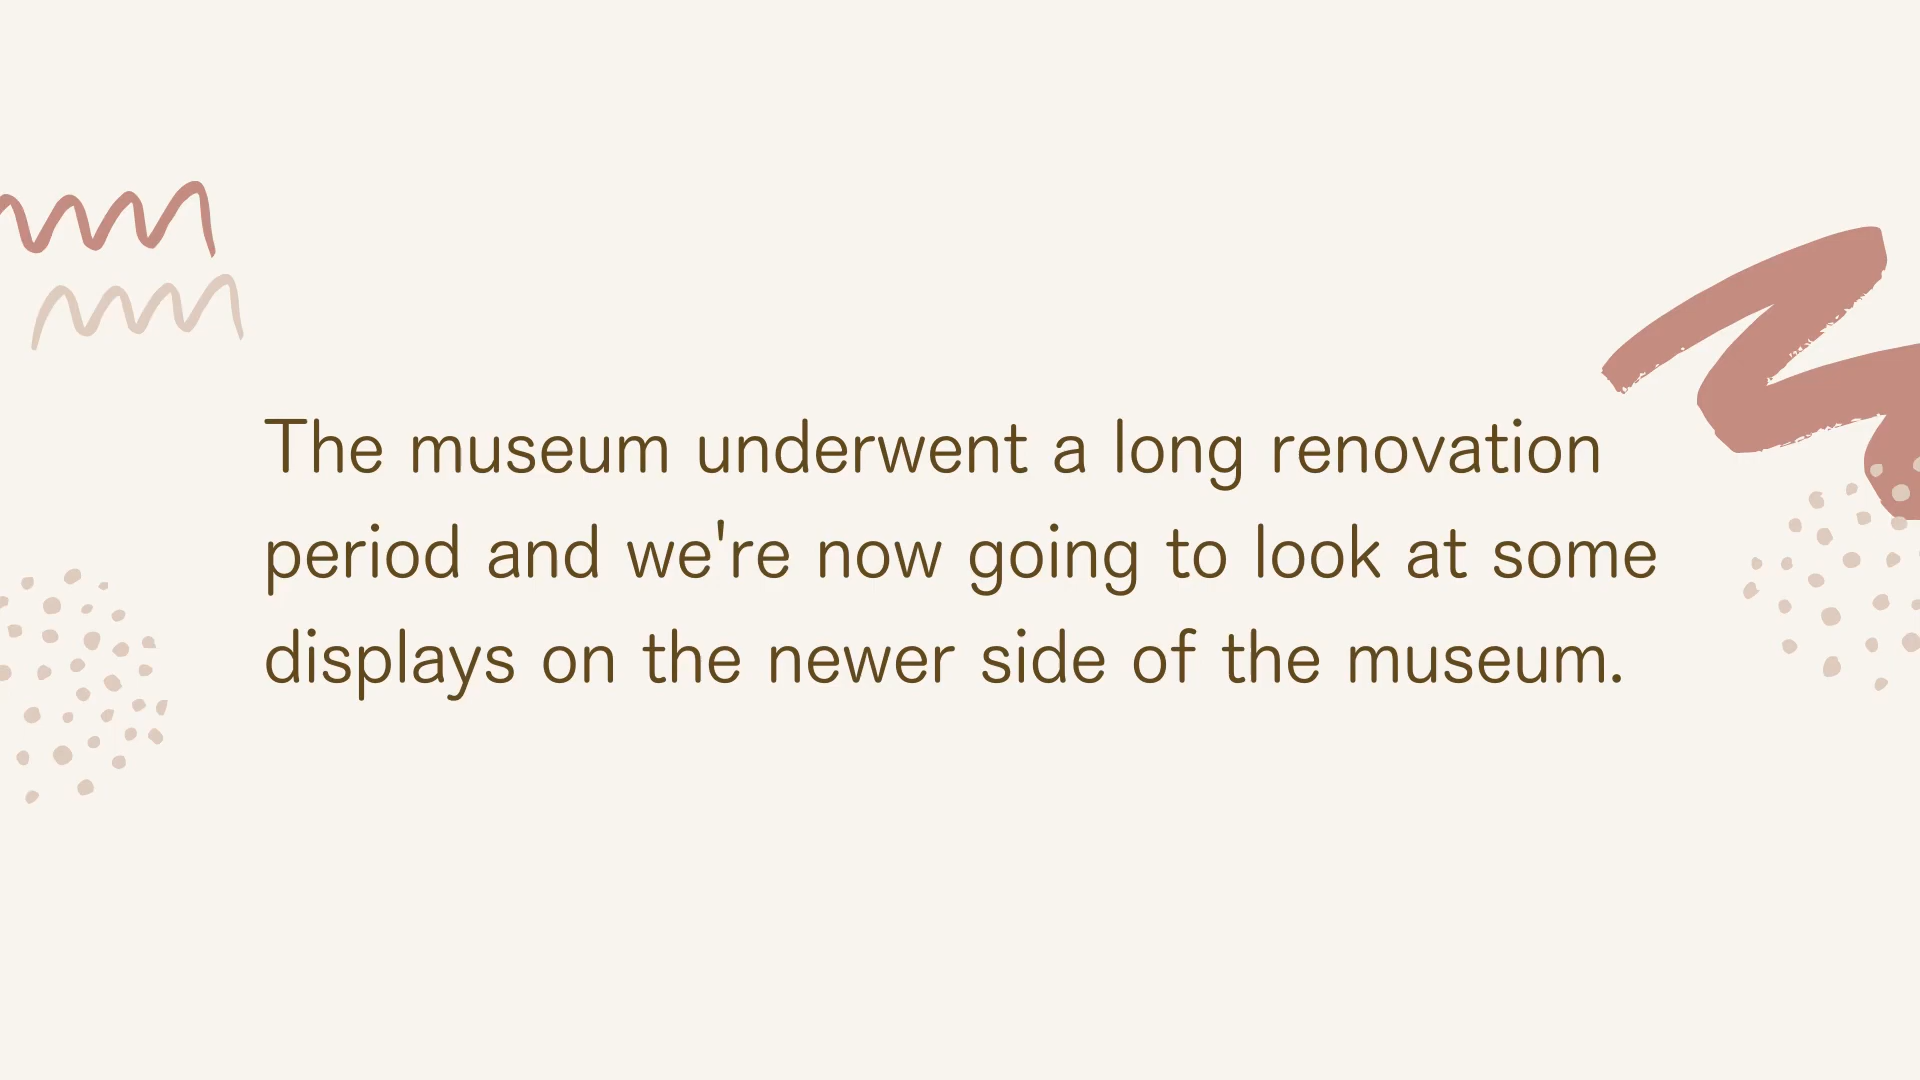 The museum underwent a long renovation
period and we're now going to look at some
displays on the newer side of the museum.